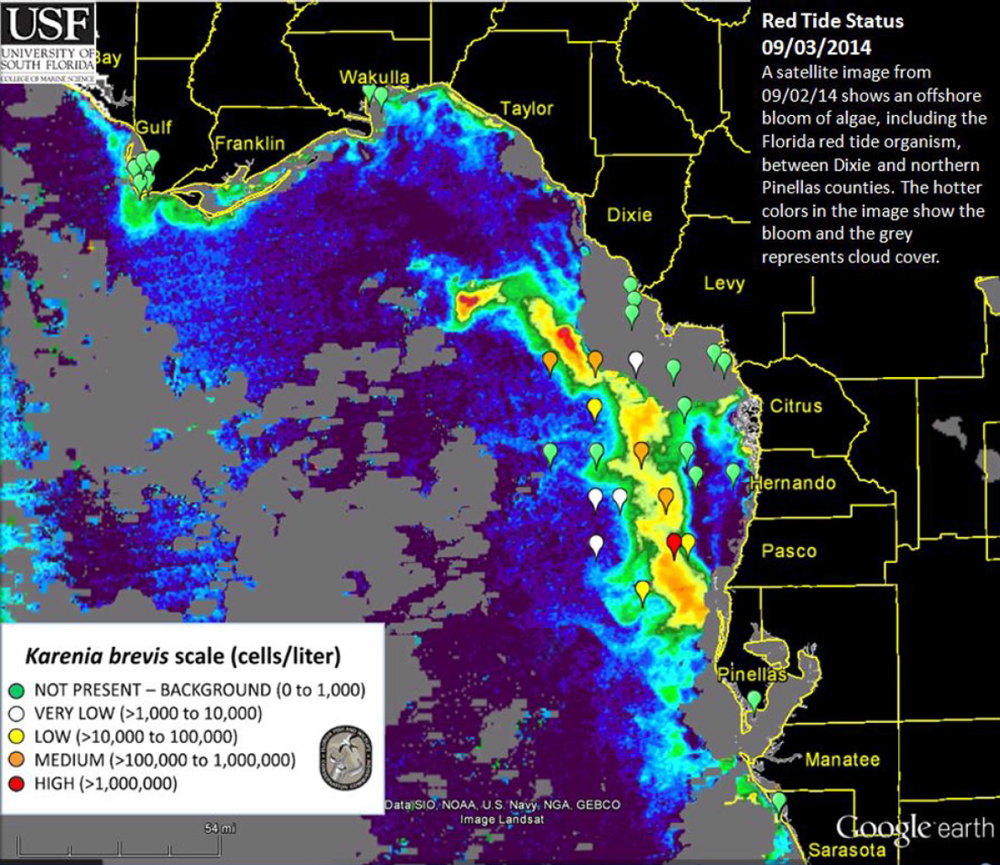 USF
UNIVERSITY OF
SOUTH FLORIDA
COLLEGE OF MARINE SCIENCE
Red Tide Status
09/03/2014
A satellite image from
09/02/14 shows an offshore
bloom of algae, including the
Florida red tide organism,
between Dixie and northern
Pinellas counties. The hotter
colors in the image show the
bloom and the grey
represents cloud cover.
Bay
Wakulla
Taylor
Gulf
Franklin
Dixie
Levy
Citrus
Hernando
Pasco
Pinellas
Manatee
Sarasota
Karenia brevis scale (cells/liter)
NOT PRESENT – BACKGROUND (0 to 1,000)
VERY LOW (>1,000 to 10,000)
LOW (>10,000 to 100,000)
MEDIUM (>100,000 to 1,000,000)
HIGH (>1,000,000)
Data SIO, NOAA, U.S. Navy, NGA, GEBCO
Image Landsat
54 mi
Google earth